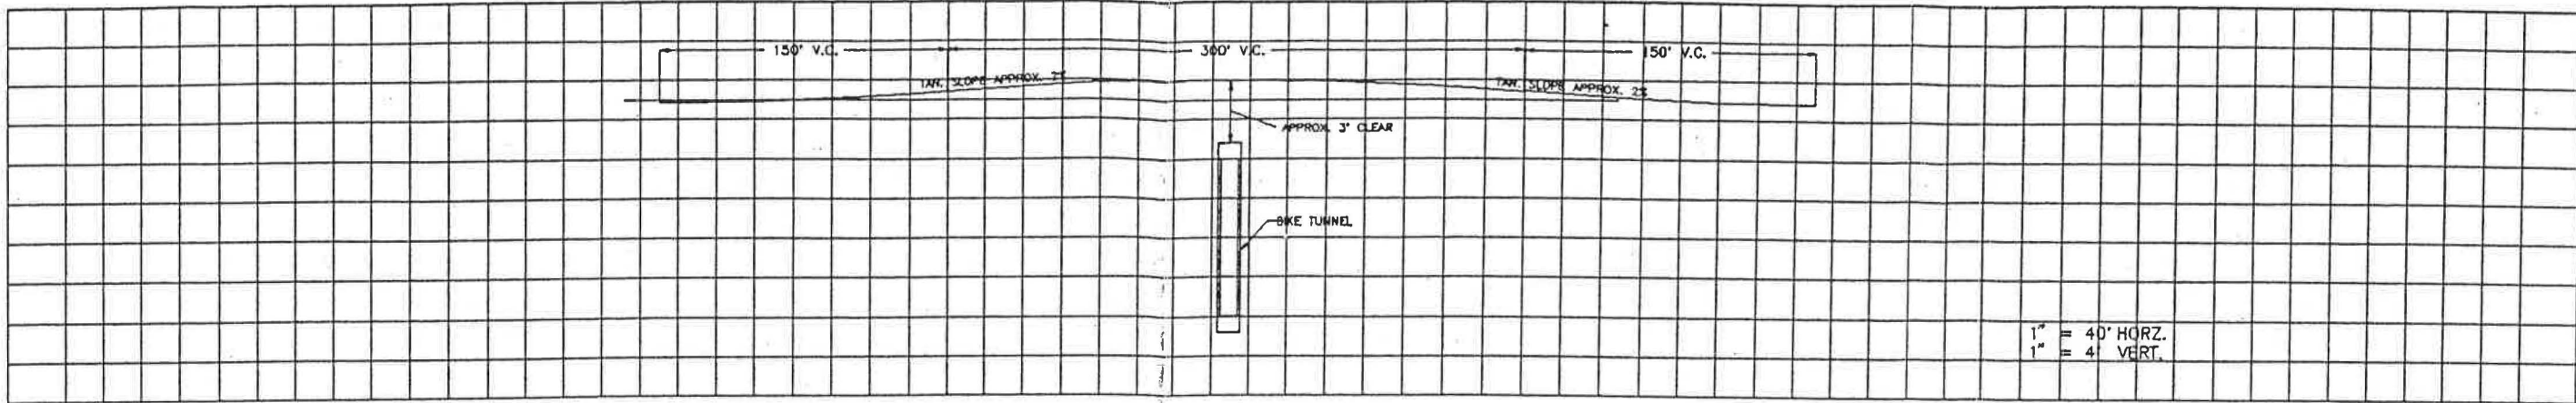 150' V.C.
300' V.C.
150' V.C.
TAN. SLOPE APPROX.
TAN. SLOPE APPROX. 2%
APPROX. 3' CLEAR
BIKE TUNNEL
1" = 40' HORZ.
1" = 4' VERT.